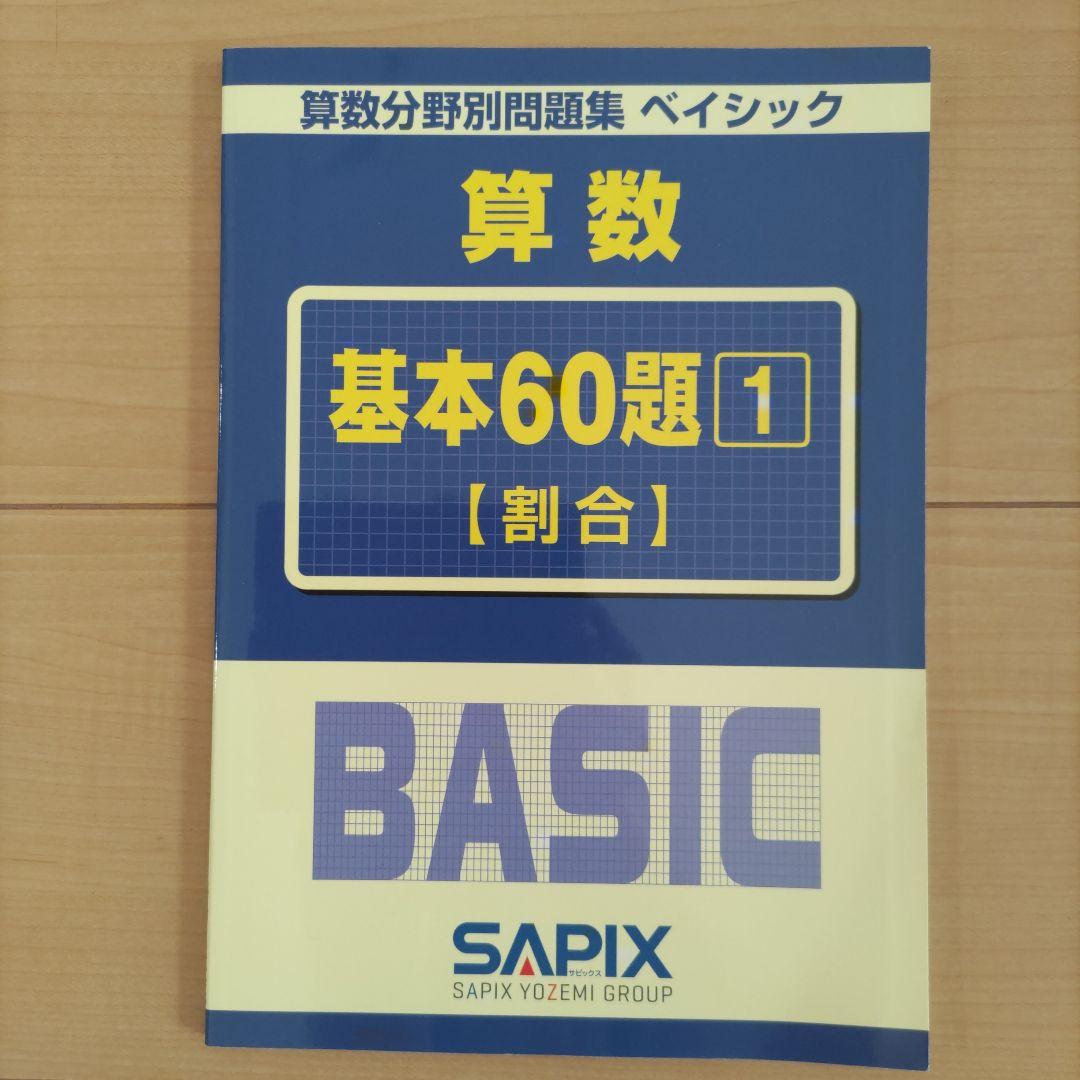 算数分野別問題集 ベイシック
算数
基本60題 1
【割合】
BASIC
SAPIX
サピックス
SAPIX YOZEMI GROUP